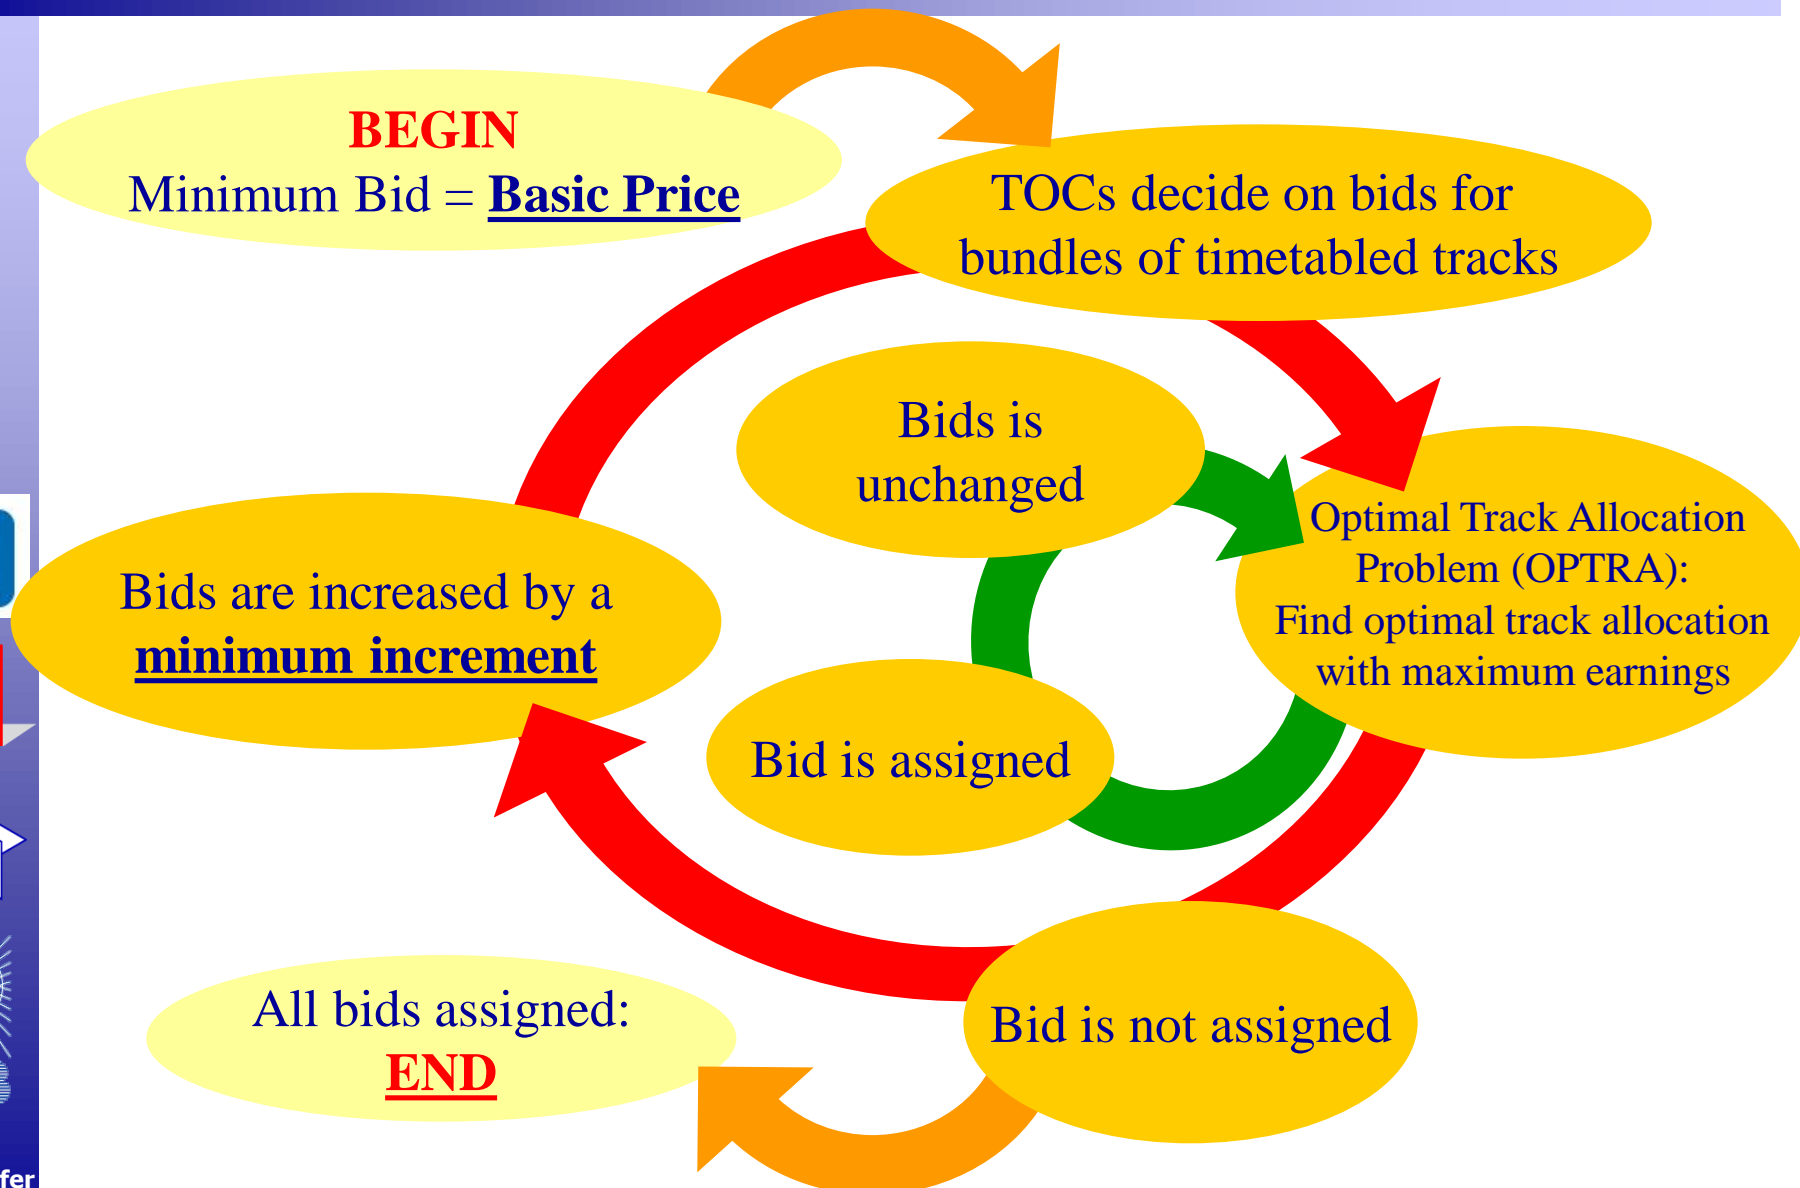 BEGIN
Minimum Bid = Basic Price
TOCs decide on bids for
bundles of timetabled tracks
Bids is
unchanged
Optimal Track Allocation
Problem (OPTRA):
Find optimal track allocation
with maximum earnings
Bids are increased by a
minimum increment
Bid is assigned
All bids assigned:
END
Bid is not assigned
fer